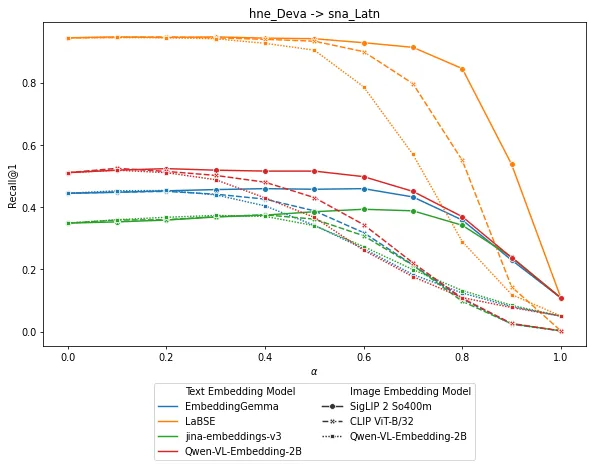 hne_Deva -> sna_Latn
Recall@1
0.8
0.6
0.4
0.2
0.0
0.0 0.2 0.4 0.6 0.8 1.0
α
Text Embedding Model Image Embedding Model
EmbeddingGemma SigLIP 2 So400m
LaBSE CLIP ViT-B/32
jina-embeddings-v3 Qwen-VL-Embedding-2B
Qwen-VL-Embedding-2B